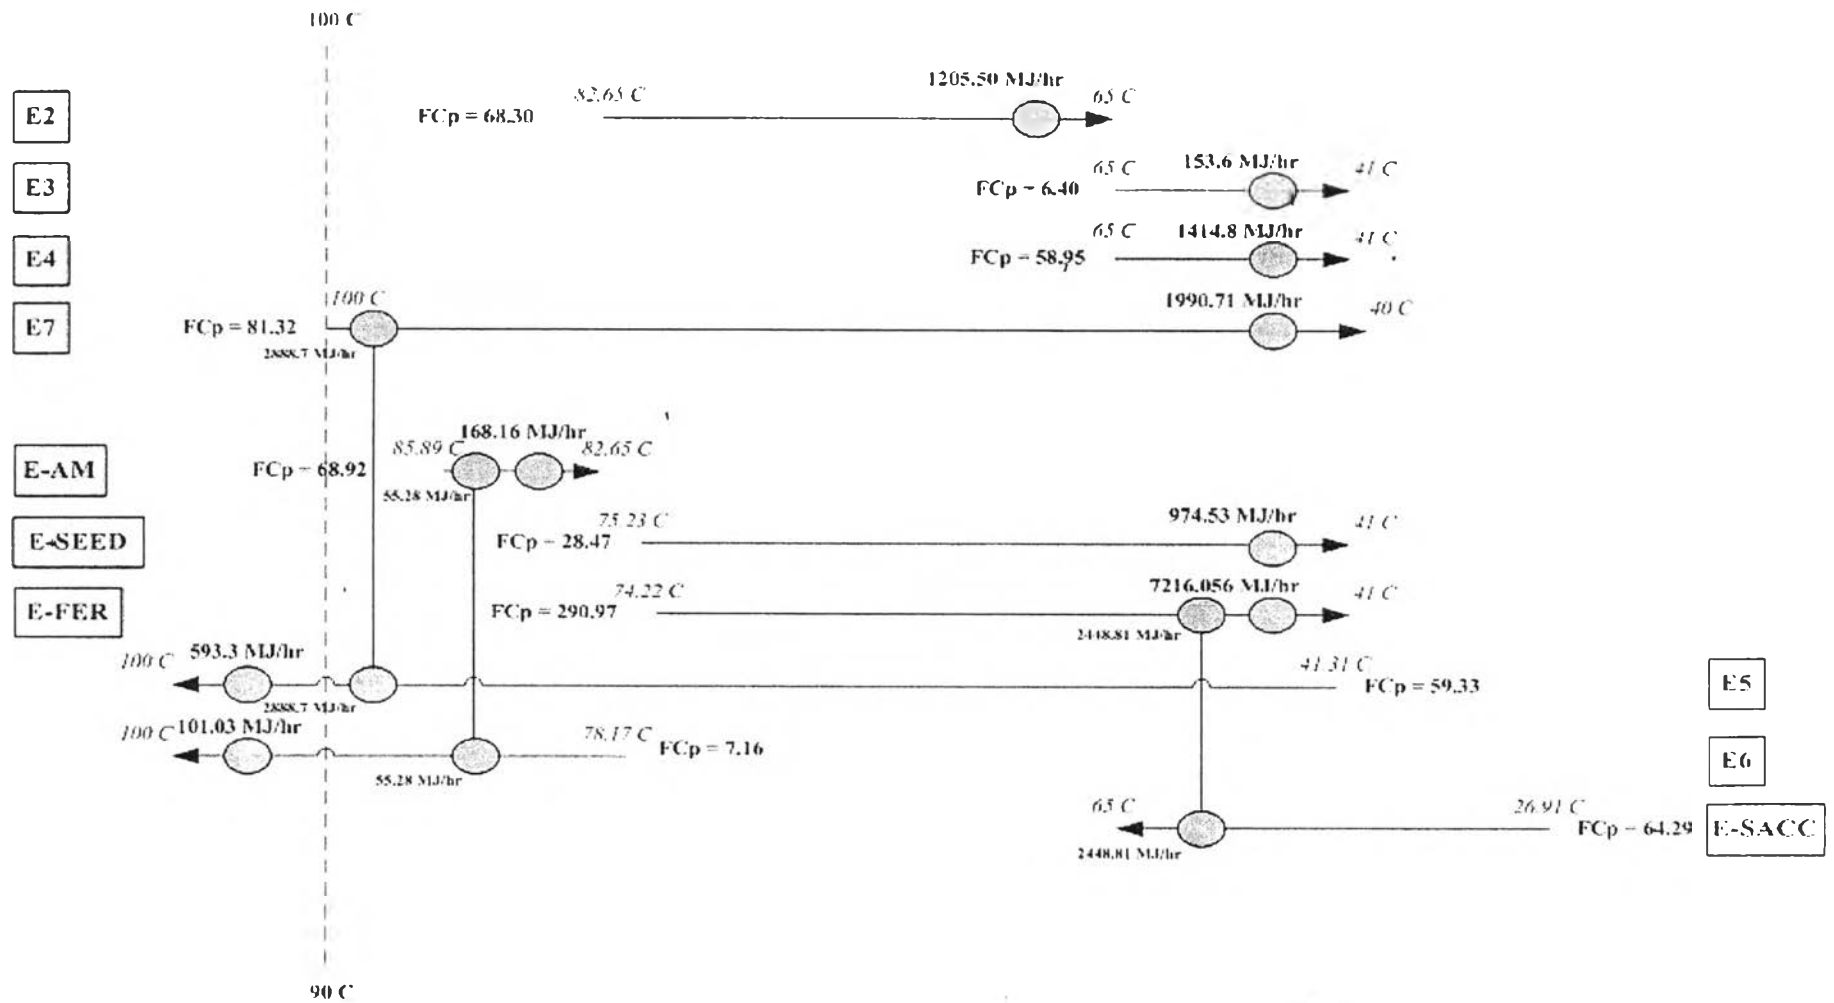 100 C
1205.50 MJ/hr
E2
FCp = 68.30
82.65 C
65 C
153.6 MJ/hr
E3
FCp = 6.40
65 C
41 C
1414.8 MJ/hr
E4
FCp = 58.95
65 C
41 C
1990.71 MJ/hr
E7
FCp = 81.32
100 C
40 C
2888.7 MJ/hr
168.16 MJ/hr
E-AM
FCp = 68.92
85.89 C
82.65 C
55.28 MJ/hr
974.53 MJ/hr
E-SEED
FCp = 28.47
75.23 C
41 C
7216.056 MJ/hr
E-FER
FCp = 290.97
74.22 C
41 C
2448.81 MJ/hr
100 C
593.3 MJ/hr
41.31 C
FCp = 59.33
E5
2888.7 MJ/hr
100 C
101.03 MJ/hr
78.17 C
FCp = 7.16
E6
55.28 MJ/hr
65 C
26.91 C
FCp = 64.29
E-SACC
2448.81 MJ/hr
90 C